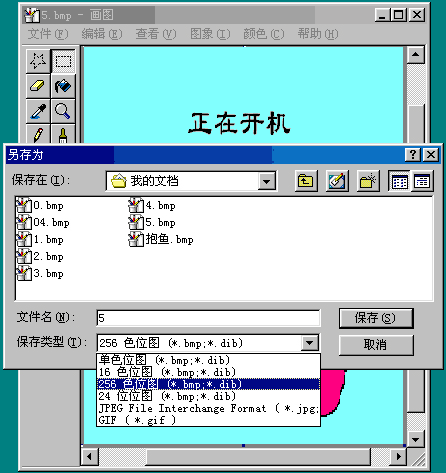 5.bmp - 画图
文件(F) 编辑(E) 查看(V) 图象(I) 颜色(C) 帮助(H)
正在开机
另存为
保存在(I): 我的文档
0.bmp 4.bmp
04.bmp 5.bmp
1.bmp 抱鱼.bmp
2.bmp
3.bmp
文件名(N): 5 保存(S)
保存类型(T): 256 色位图 (*.bmp;*.dib) 取消
单色位图 (*.bmp;*.dib)
16 色位图 (*.bmp;*.dib)
256 色位图 (*.bmp;*.dib)
24 位位图 (*.bmp;*.dib)
JPEG File Interchange Format (*.jpg;
GIF (*.gif )